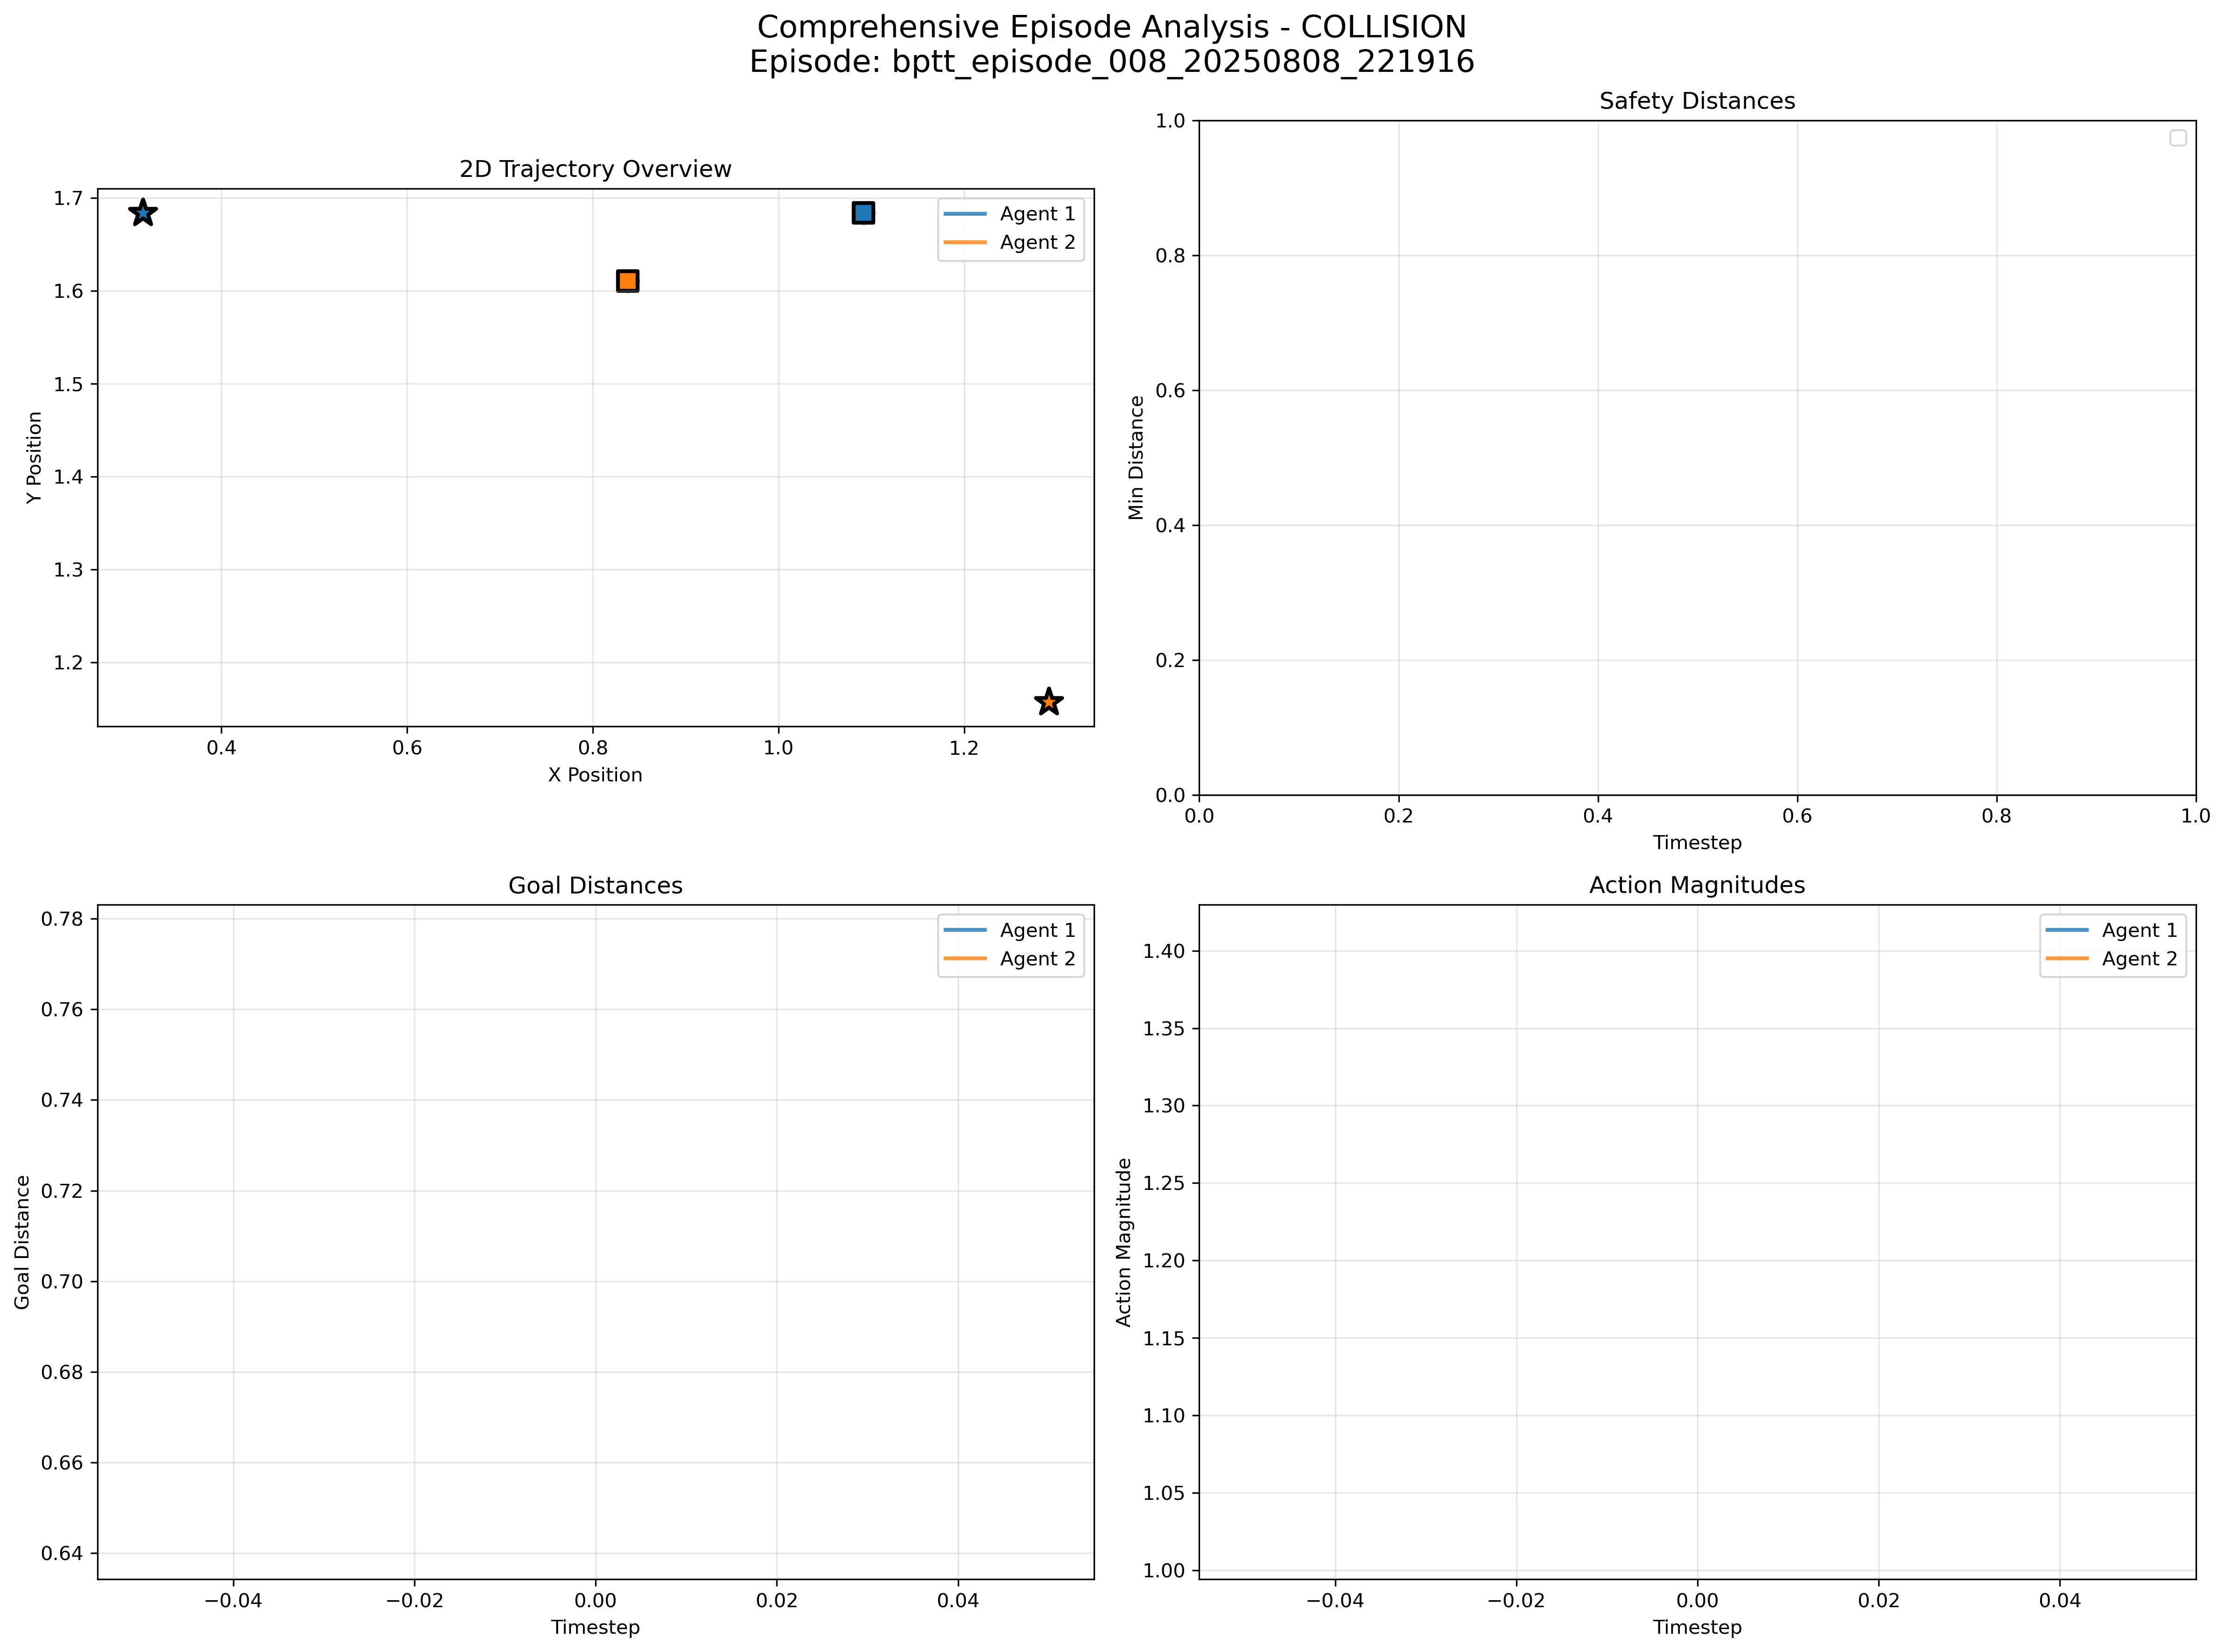 Comprehensive Episode Analysis - COLLISION
Episode: bptt_episode_008_20250808_221916
2D Trajectory Overview
1.7
1.6
1.5
1.4
1.3
1.2
Y Position
0.4
0.6
0.8
1.0
1.2
X Position
Agent 1
Agent 2
Safety Distances
1.0
0.8
0.6
0.4
0.2
0.0
Min Distance
0.0
0.2
0.4
0.6
0.8
1.0
Timestep
Goal Distances
0.78
0.76
0.74
0.72
0.70
0.68
0.66
0.64
Goal Distance
−0.04
−0.02
0.00
0.02
0.04
Timestep
Agent 1
Agent 2
Action Magnitudes
1.40
1.35
1.30
1.25
1.20
1.15
1.10
1.05
1.00
Action Magnitude
−0.04
−0.02
0.00
0.02
0.04
Timestep
Agent 1
Agent 2